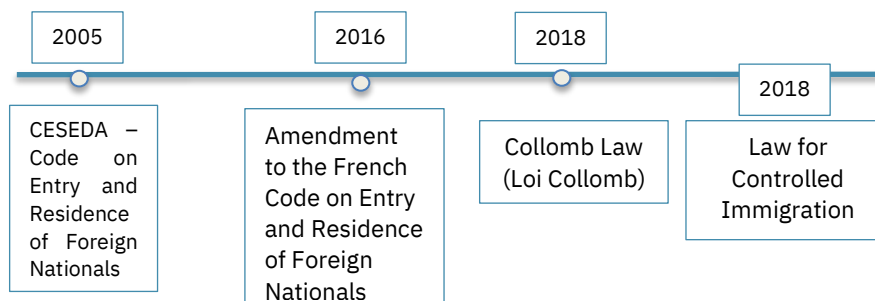 2005
2016
2018
2018
CESEDA –
Code on
Entry and
Residence
of Foreign
Nationals
Amendment
to the French
Code on Entry
and Residence
of Foreign
Nationals
Collomb Law
(Loi Collomb)
Law for
Controlled
Immigration